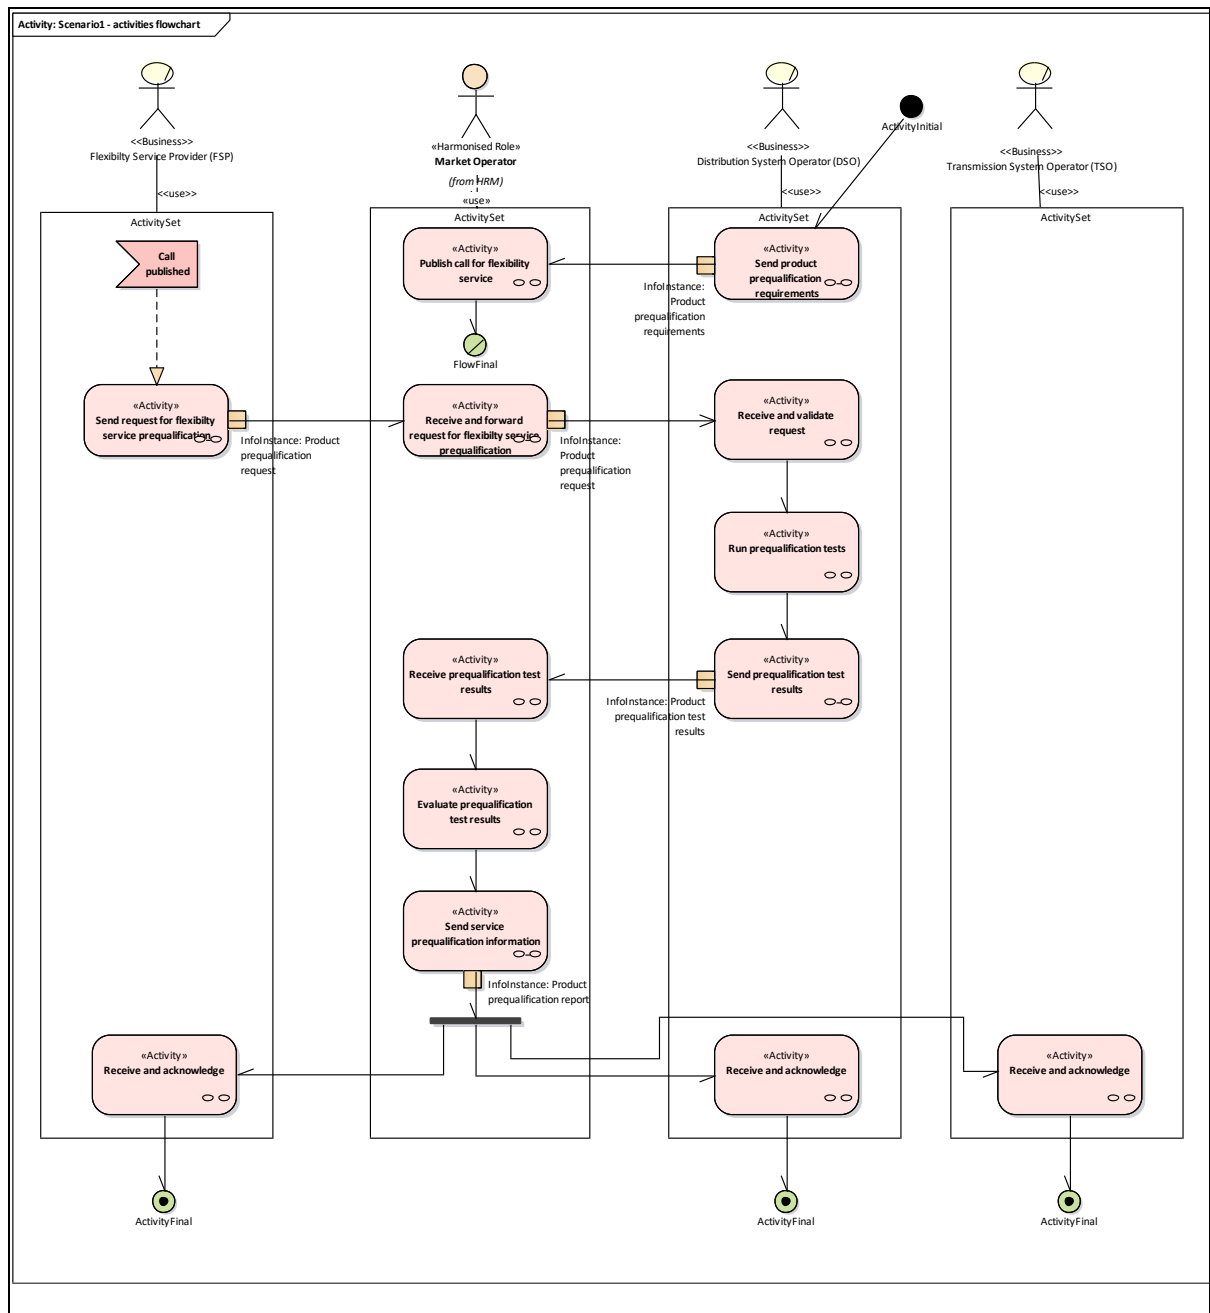 Activity: Scenario1 - activities flowchart
<<Business>>
Flexibilty Service Provider (FSP)
<<use>>
«Harmonised Role»
Market Operator
(from HRM)
«use»
<<Business>>
Distribution System Operator (DSO)
<<use>>
ActivityInitial
<<Business>>
Transmission System Operator (TSO)
<<use>>
ActivitySet
ActivitySet
ActivitySet
ActivitySet
Call
published
«Activity»
Publish call for flexibility
service
«Activity»
Send product
prequalification
requirements
InfoInstance:
Product
prequalification
requirements
FlowFinal
«Activity»
Send request for flexibilty
service prequalification
InfoInstance: Product
prequalification
request
«Activity»
Receive and forward
request for flexibilty service
prequalification
InfoInstance:
Product
prequalification
request
«Activity»
Receive and validate
request
«Activity»
Run prequalification tests
«Activity»
Receive prequalification test
results
«Activity»
Send prequalification test
results
InfoInstance: Product
prequalification test
results
«Activity»
Evaluate prequalification
test results
«Activity»
Send service
prequalification information
InfoInstance: Product
prequalification report
«Activity»
Receive and acknowledge
«Activity»
Receive and acknowledge
«Activity»
Receive and acknowledge
ActivityFinal
ActivityFinal
ActivityFinal